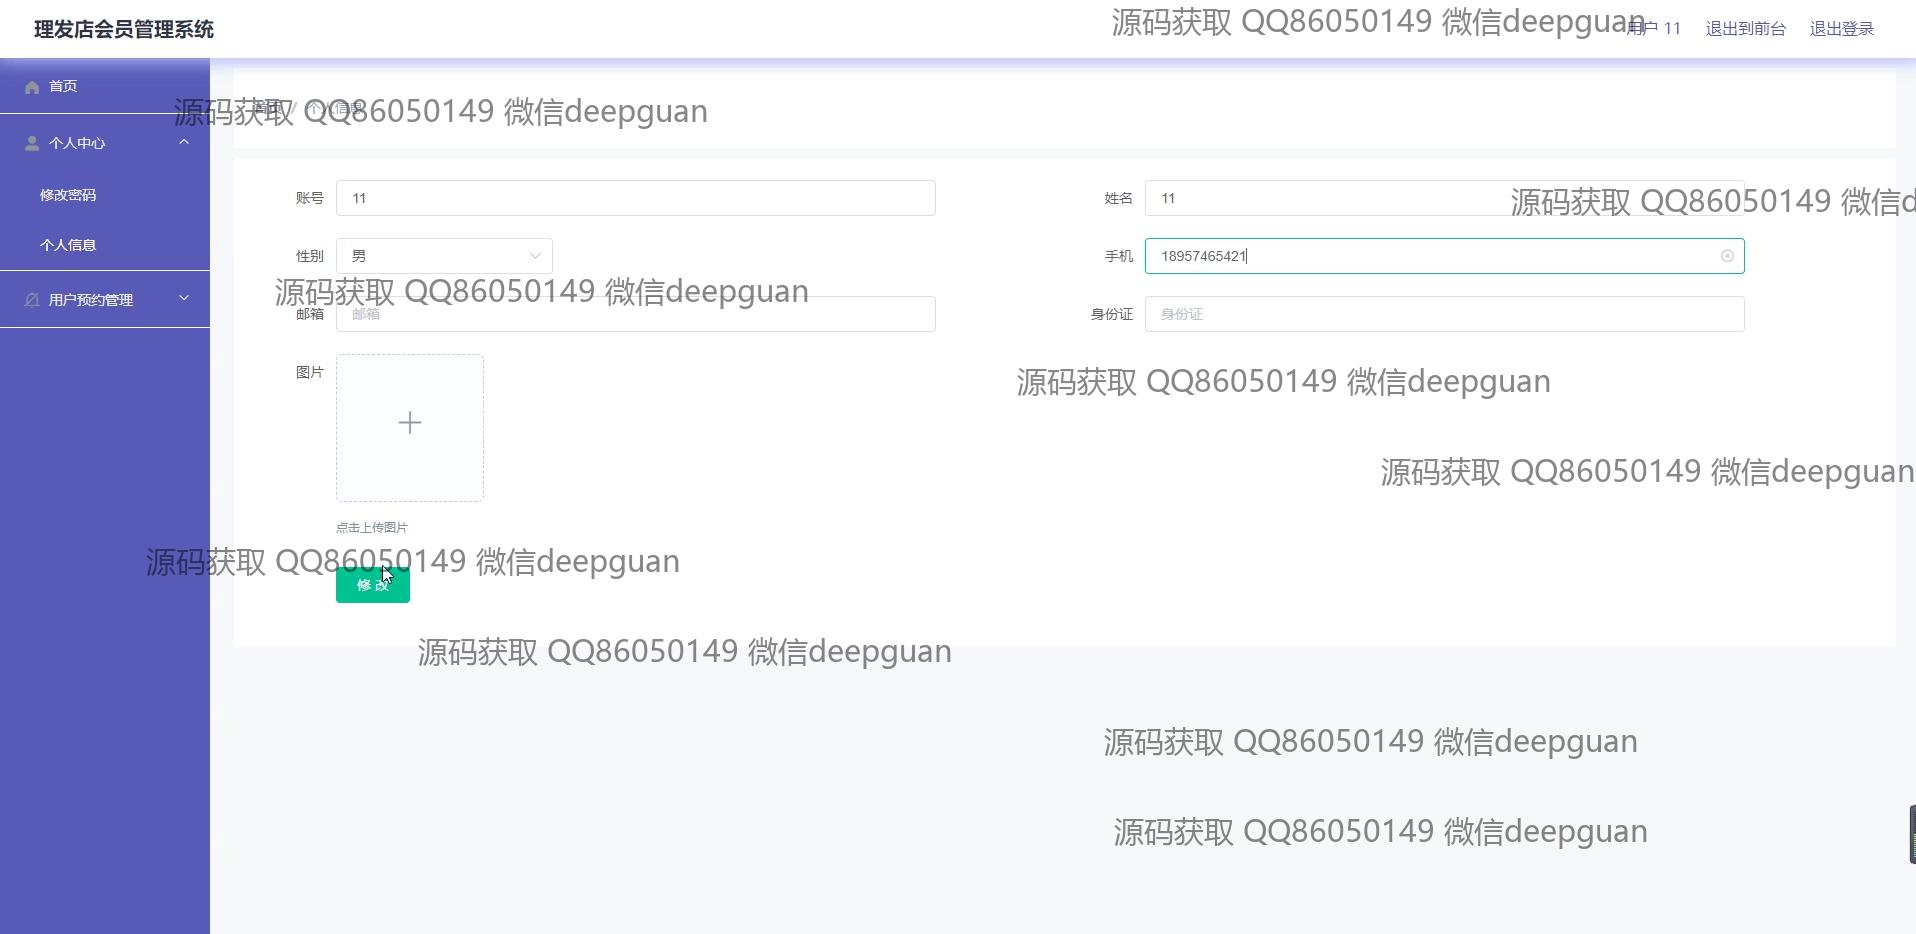 理发店会员管理系统
源码获取 QQ86050149 微信deepguan
用户 11
退出到前台
退出登录
首页
源码获取 QQ86050149 微信deepguan
首页 / 个人信息
个人中心
修改密码
个人信息
用户预约管理
账号
11
姓名
11
源码获取 QQ86050149 微信d
性别
男
手机
18957465421
源码获取 QQ86050149 微信deepguan
邮箱
邮箱
身份证
身份证
图片
源码获取 QQ86050149 微信deepguan
源码获取 QQ86050149 微信deepguan
点击上传图片
源码获取 QQ86050149 微信deepguan
修改
源码获取 QQ86050149 微信deepguan
源码获取 QQ86050149 微信deepguan
源码获取 QQ86050149 微信deepguan